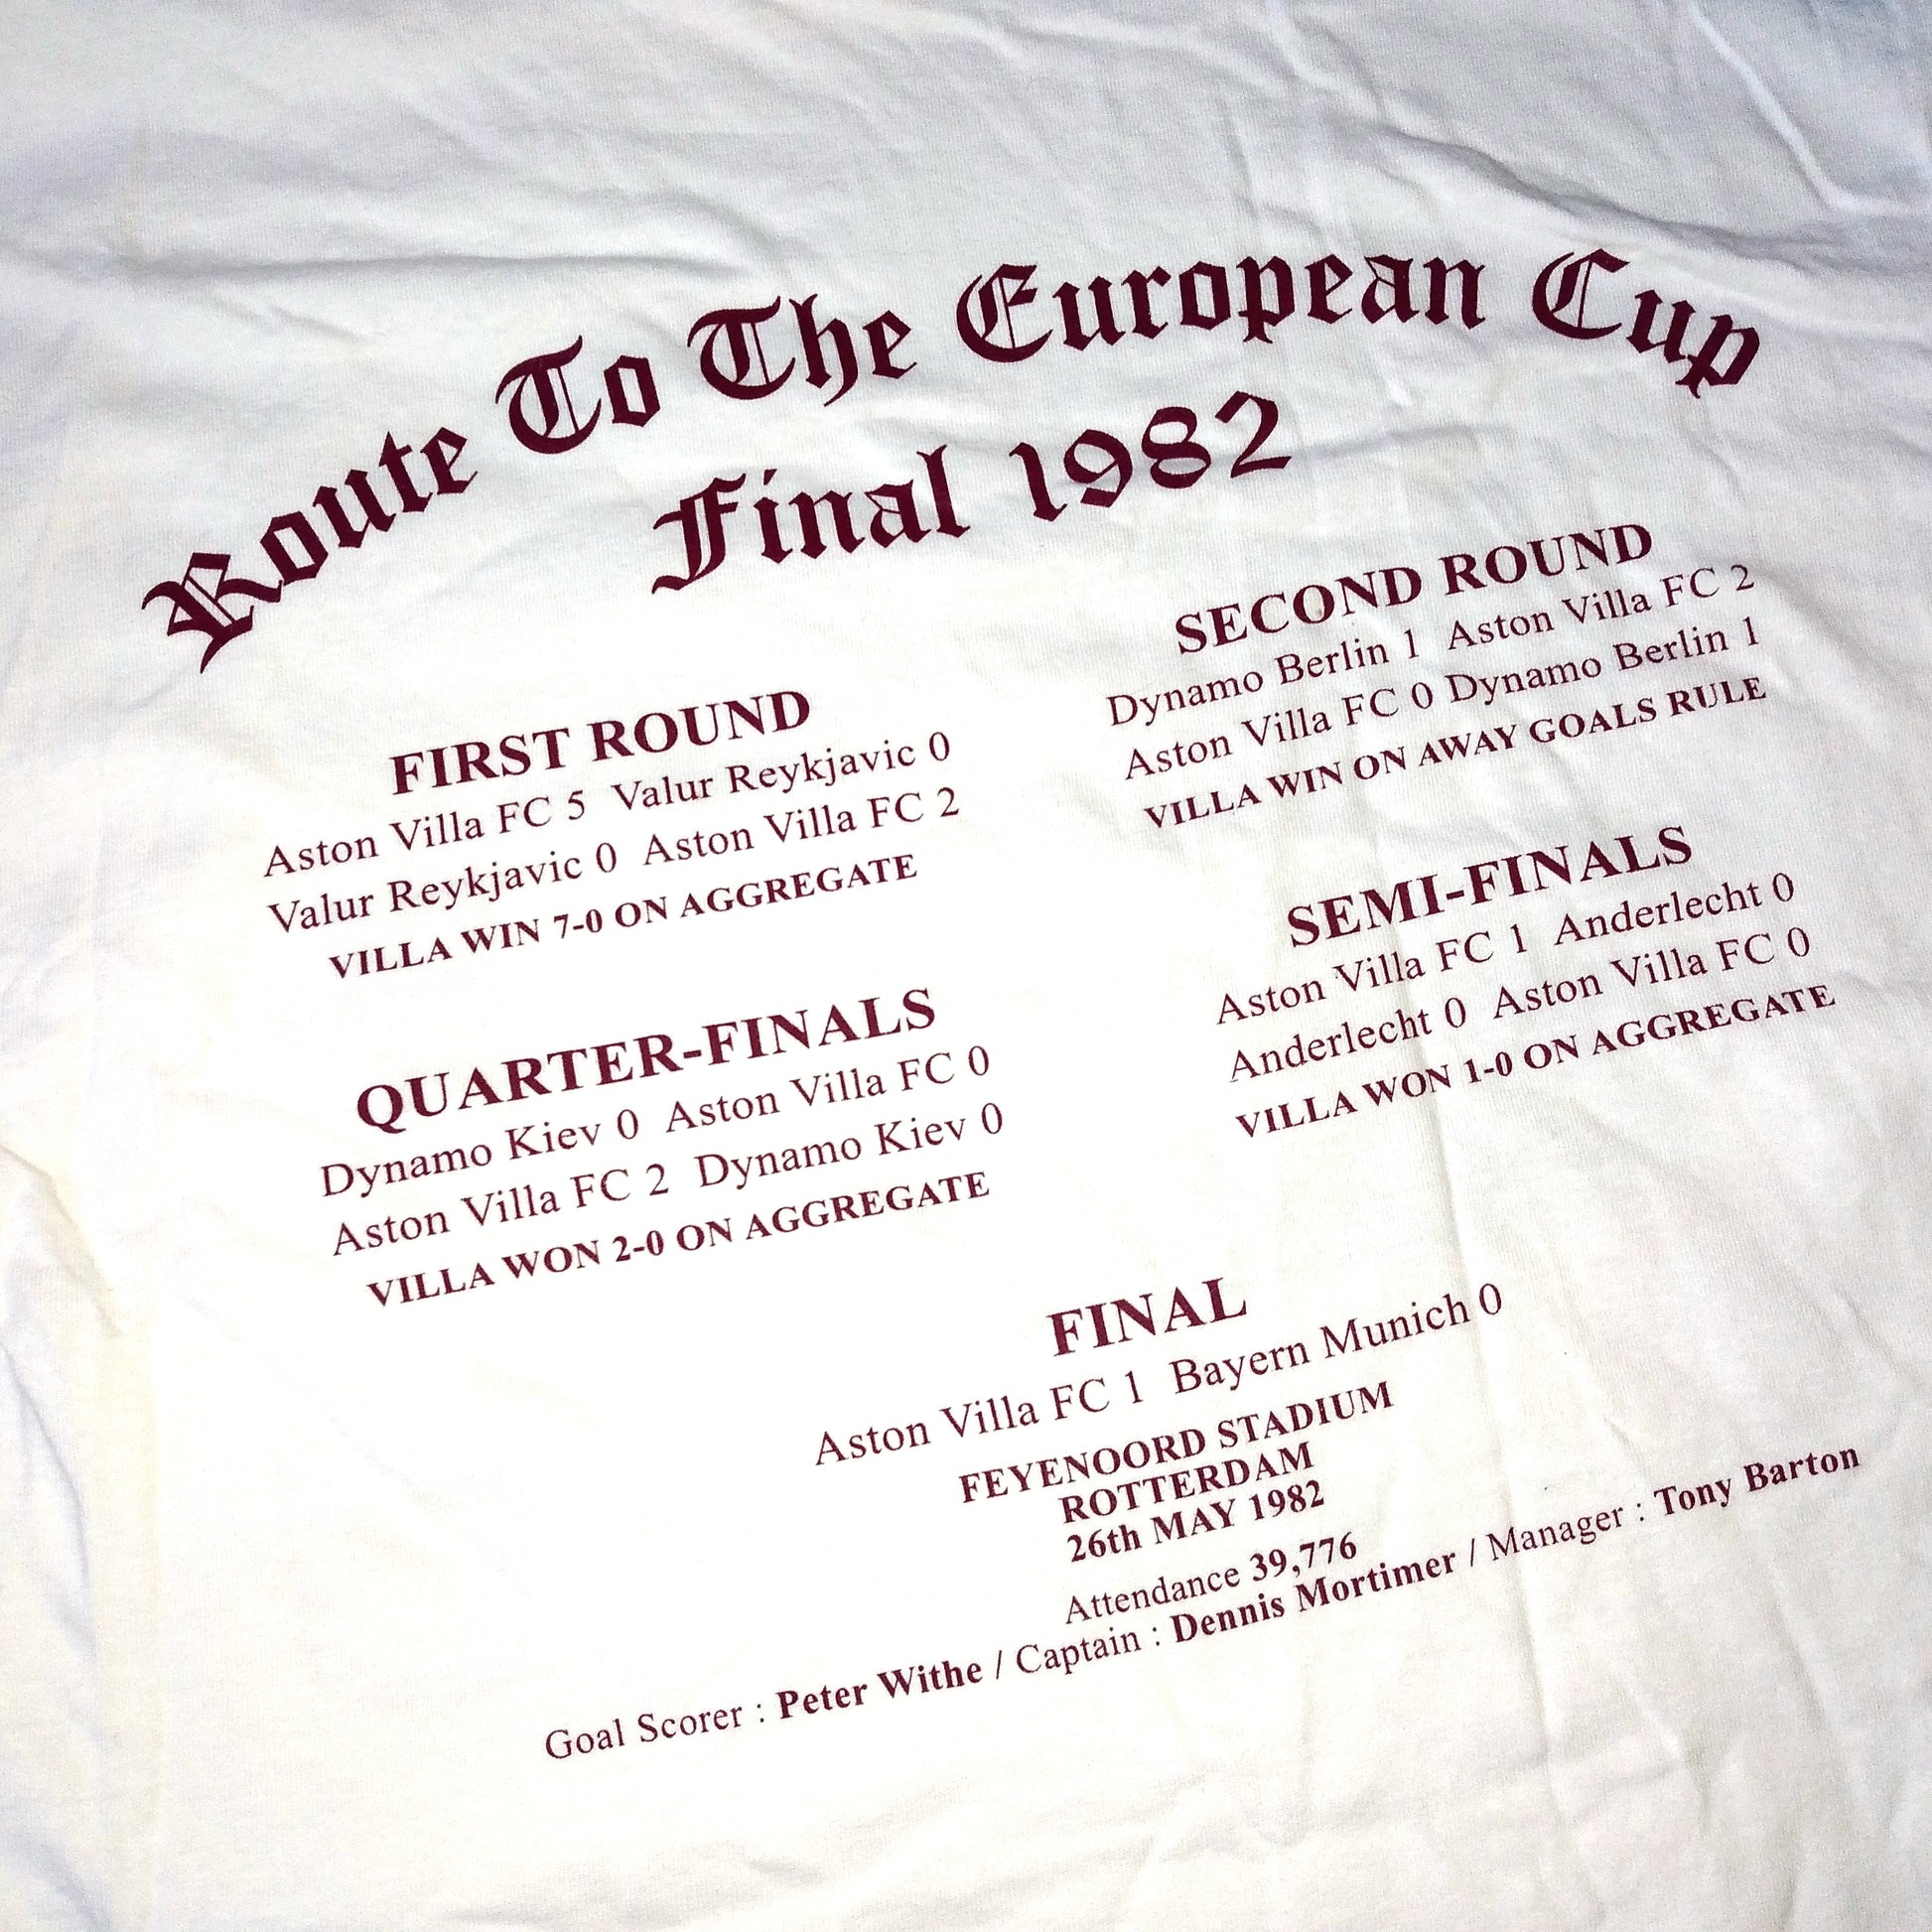 Route To The European Cup
Final 1982
FIRST ROUND
Aston Villa FC 5 Valur Reykjavic 0
Valur Reykjavic 0 Aston Villa FC 2
VILLA WIN 7-0 ON AGGREGATE
SECOND ROUND
Dynamo Berlin 1 Aston Villa FC 2
Aston Villa FC 0 Dynamo Berlin 1
VILLA WIN ON AWAY GOALS RULE
QUARTER-FINALS
Dynamo Kiev 0 Aston Villa FC 0
Aston Villa FC 2 Dynamo Kiev 0
VILLA WON 2-0 ON AGGREGATE
SEMI-FINALS
Aston Villa FC 1 Anderlecht 0
Anderlecht 0 Aston Villa FC 0
VILLA WON 1-0 ON AGGREGATE
FINAL
Aston Villa FC 1 Bayern Munich 0
FEYENOORD STADIUM
ROTTERDAM
26th MAY 1982
Attendance 39,776
Goal Scorer : Peter Withe / Captain : Dennis Mortimer / Manager : Tony Barton